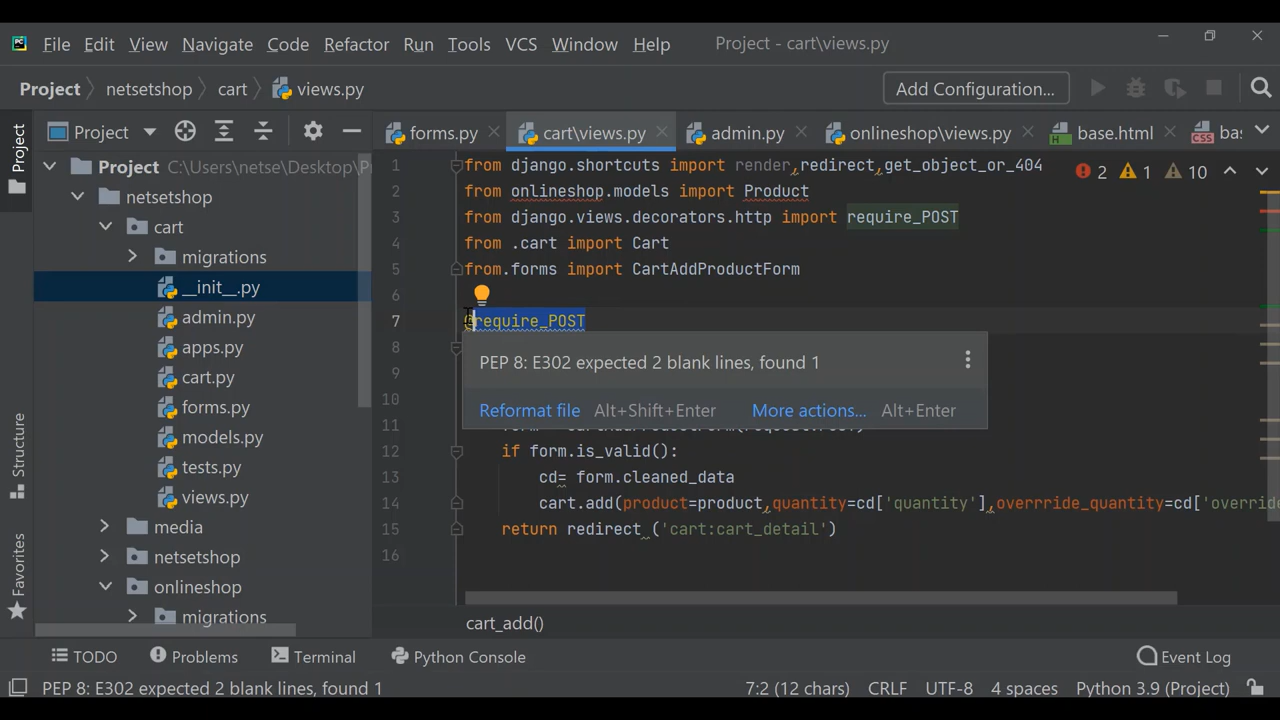 PC File Edit View Navigate Code Refactor Run Tools VCS Window Help Project - cart\views.py
Project netsetshop cart views.py Add Configuration...
Project forms.py cart\views.py admin.py onlineshop\views.py base.html CSS ba
Project
Project C:\Users\netse\Desktop\P
netsetshop
cart
migrations
__init__.py
admin.py
apps.py
cart.py
forms.py
models.py
tests.py
views.py
media
netsetshop
onlineshop
migrations
Structure
Favorites
1 from django.shortcuts import render,redirect,get_object_or_404 2 1 10
2 from onlineshop.models import Product
3 from django.views.decorators.http import require_POST
4 from .cart import Cart
5 from.forms import CartAddProductForm
6
7 @require_POST
8
PEP 8: E302 expected 2 blank lines, found 1
9
10
Reformat file Alt+Shift+Enter More actions... Alt+Enter
11
12 if form.is_valid():
13 cd= form.cleaned_data
14 cart.add(product=product,quantity=cd['quantity'],overrride_quantity=cd['overrid
15 return redirect ('cart:cart_detail')
16
cart_add()
TODO Problems Terminal Python Console Event Log
PEP 8: E302 expected 2 blank lines, found 1 7:2 (12 chars) CRLF UTF-8 4 spaces Python 3.9 (Project)